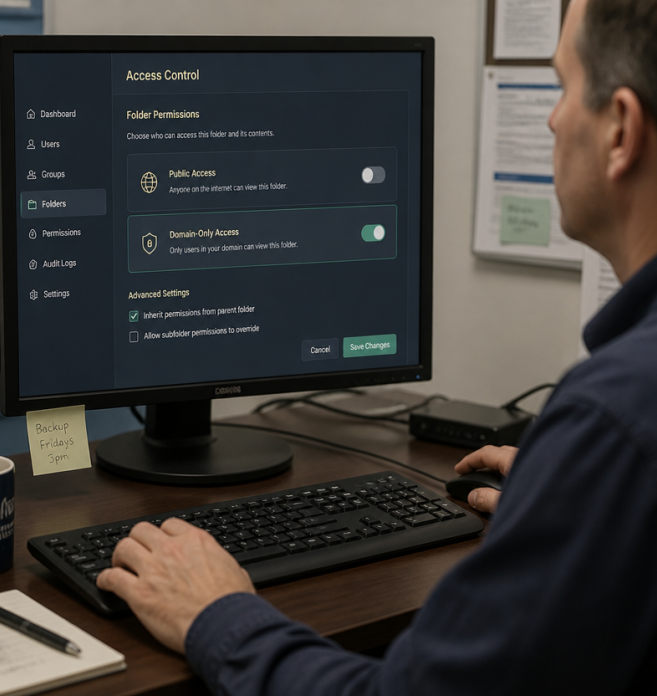 Access Control
Dashboard
Users
Groups
Folders
Permissions
Audit Logs
Settings
Folder Permissions
Choose who can access this folder and its contents.
Public Access
Anyone on the internet can view this folder.
Domain-Only Access
Only users in your domain can view this folder.
Advanced Settings
Inherit permissions from parent folder
Allow subfolder permissions to override
Cancel
Save Changes
Backup
Fridays
3pm